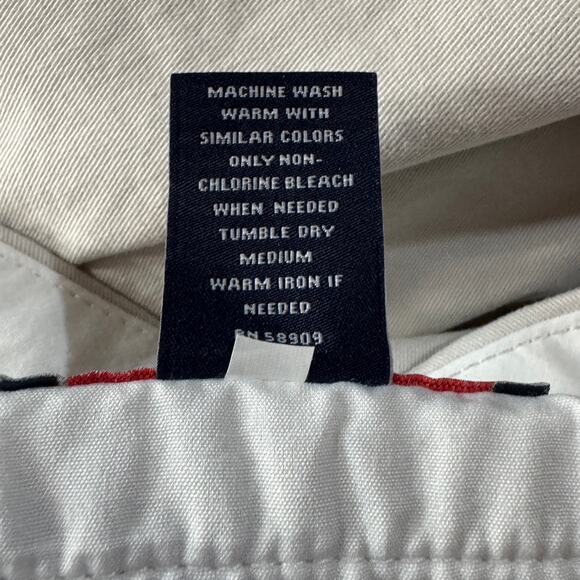 MACHINE WASH
WARM WITH
SIMILAR COLORS
ONLY NON-
CHLORINE BLEACH
WHEN NEEDED
TUMBLE DRY
MEDIUM
WARM IRON IF
NEEDED
RN 58909